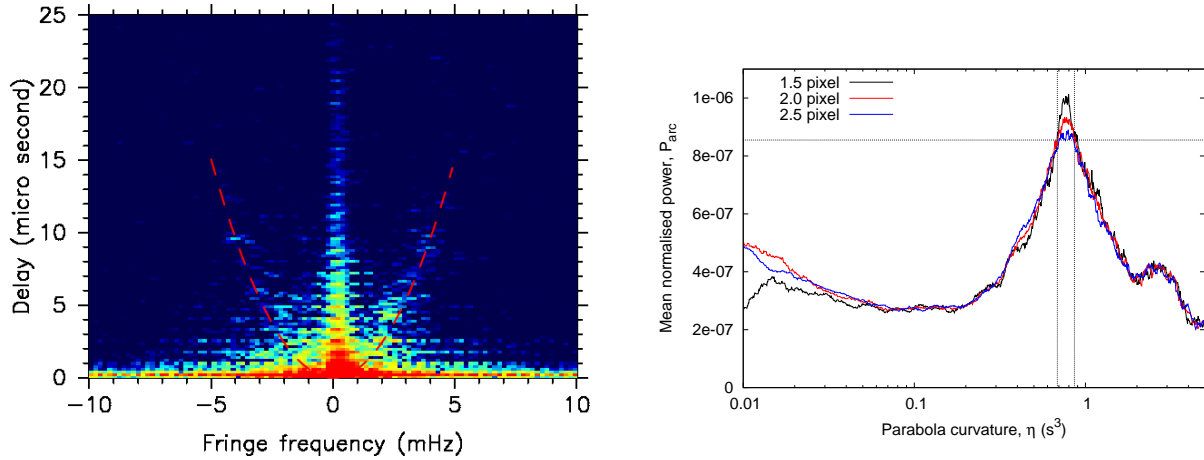 25
20
15
10
5
0
−10
−5
0
5
10
Delay (micro second)
Fringe frequency (mHz)
1.5 pixel
2.0 pixel
2.5 pixel
1e-06
8e-07
6e-07
4e-07
2e-07
0
0.01
0.1
1
Mean normalised power, P_arc
Parabola curvature, η (s³)